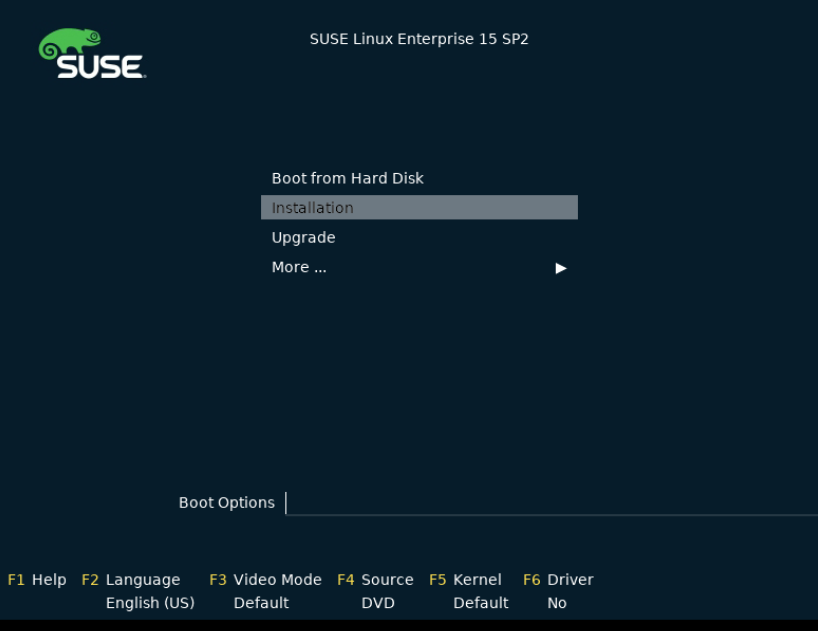 SUSE Linux Enterprise 15 SP2
SUSE
Boot from Hard Disk
Installation
Upgrade
More ...
Boot Options
F1 Help F2 Language F3 Video Mode F4 Source F5 Kernel F6 Driver
English (US) Default DVD Default No